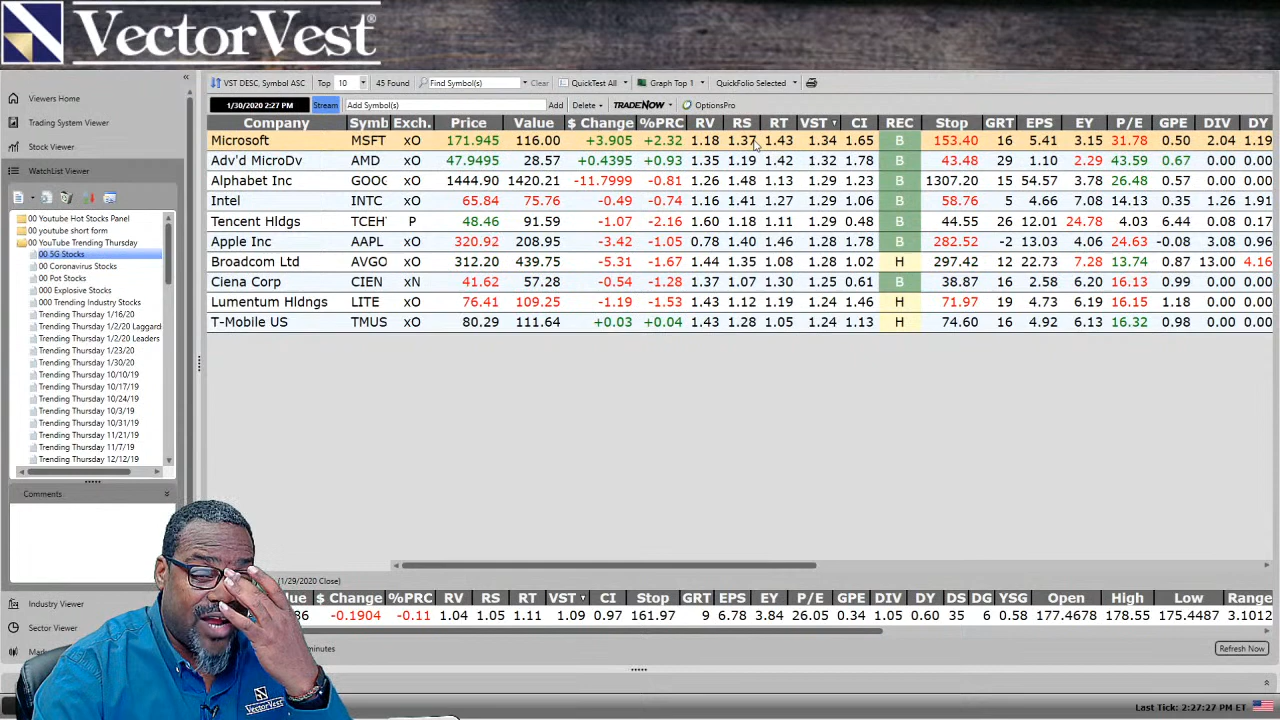 VectorVest®
VST DESC, Symbol ASC Top 10 45 Found Find Symbol(s) Clear QuickTest All Graph Top 1 QuickFolio Selected
1/30/2020 2:27 PM Stream Add Symbol(s) Add Delete TRADENOW OptionsPro
Viewers Home
Trading System Viewer
Stock Viewer
WatchList Viewer
00 Youtube Hot Stocks Panel
00 youtube short form
00 YouTube Trending Thursday
00 5G Stocks
00 Coronavirus Stocks
00 Pot Stocks
000 Explosive Stocks
000 Trending Industry Stocks
Trending Thursday 1/16/20
Trending Thursday 1/2/20 Laggard
Trending Thursday 1/2/20 Leaders
Trending Thursday 1/23/20
Trending Thursday 1/30/20
Trending Thursday 10/10/19
Trending Thursday 10/17/19
Trending Thursday 10/24/19
Trending Thursday 10/3/19
Trending Thursday 10/31/19
Trending Thursday 11/21/19
Trending Thursday 11/7/19
Trending Thursday 12/12/19
Comments
Industry Viewer
Sector Viewer
Company Symb Exch. Price Value $ Change %PRC RV RS RT VST CI REC Stop GRT EPS EY P/E GPE DIV DY
Microsoft MSFT xO 171.945 116.00 +3.905 +2.32 1.18 1.37 1.43 1.34 1.65 B 153.40 16 5.41 3.15 31.78 0.50 2.04 1.19
Adv'd MicroDv AMD xO 47.9495 28.57 +0.4395 +0.93 1.35 1.19 1.42 1.32 1.78 B 43.48 29 1.10 2.29 43.59 0.67 0.00 0.00
Alphabet Inc GOOC xO 1444.90 1420.21 -11.7999 -0.81 1.26 1.48 1.13 1.29 1.23 B 1307.20 15 54.57 3.78 26.48 0.57 0.00 0.00
Intel INTC xO 65.84 75.76 -0.49 -0.74 1.16 1.41 1.27 1.29 1.06 B 58.76 5 4.66 7.08 14.13 0.35 1.26 1.91
Tencent Hldgs TCEH P 48.46 91.59 -1.07 -2.16 1.60 1.18 1.11 1.29 0.48 B 44.55 26 12.01 24.78 4.03 6.44 0.08 0.17
Apple Inc AAPL xO 320.92 208.95 -3.42 -1.05 0.78 1.40 1.46 1.28 1.78 B 282.52 -2 13.03 4.06 24.63 -0.08 3.08 0.96
Broadcom Ltd AVGO xO 312.20 439.75 -5.31 -1.67 1.44 1.35 1.08 1.28 1.02 H 297.42 12 22.73 7.28 13.74 0.87 13.00 4.16
Ciena Corp CIEN xN 41.62 57.28 -0.54 -1.28 1.38 1.07 1.30 1.25 0.61 B 38.87 16 2.58 6.20 16.13 0.99 0.00 0.00
Lumentum Hldngs LITE xO 76.41 109.25 -1.19 -1.53 1.43 1.12 1.19 1.24 1.46 H 71.97 19 4.73 6.19 16.15 1.18 0.00 0.00
T-Mobile US TMUS xO 80.29 111.64 +0.03 +0.04 1.43 1.28 1.05 1.24 1.13 H 74.60 16 4.92 6.13 16.32 0.98 0.00 0.00
(1/29/2020 Close)
$ Change %PRC RV RS RT VST CI Stop GRT EPS EY P/E GPE DIV DY DS DG YSG Open High Low Range
-0.1904 -0.11 1.04 1.05 1.11 1.09 0.97 161.97 9 6.78 3.84 26.05 0.34 1.05 0.60 35 6 0.58 177.4678 178.55 175.4487 3.1012
minutes Refresh Now
Last Tick: 2:27:27 PM ET
VectorVest